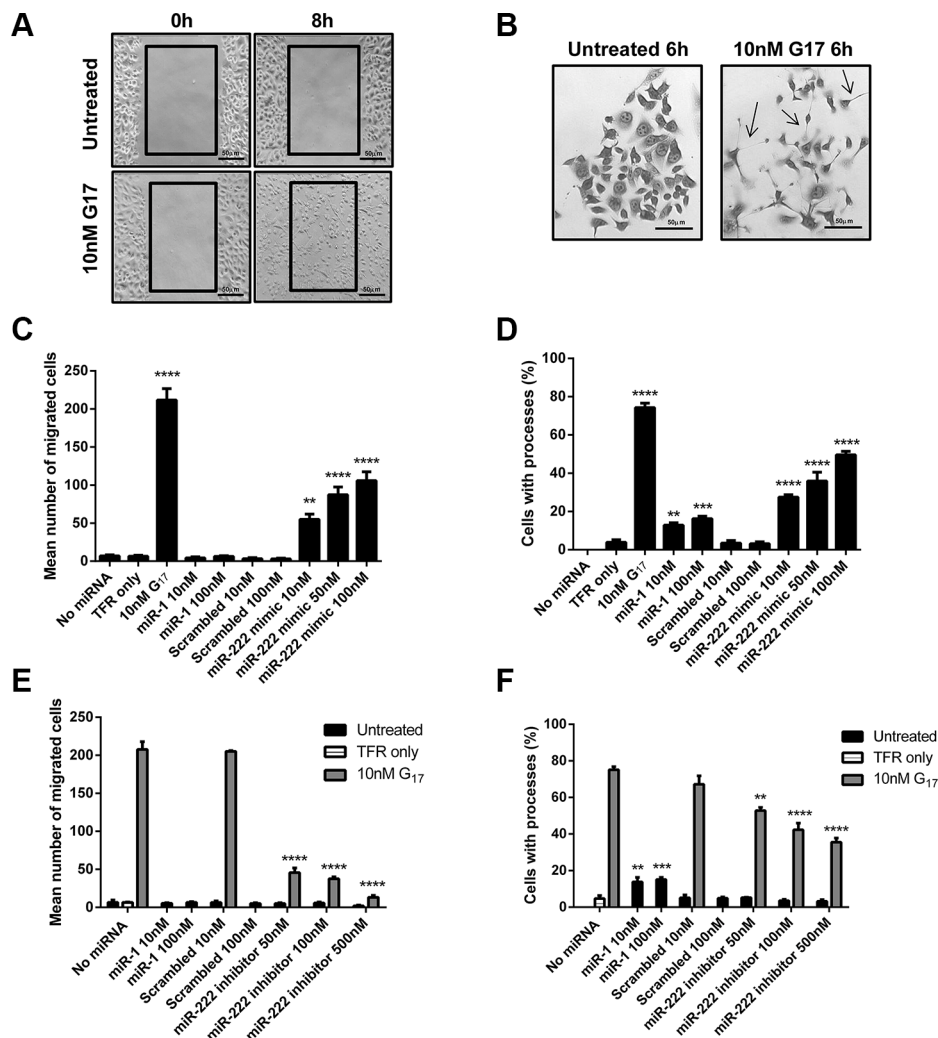 A
0h
8h
Untreated
50µm
50µm
10nM G17
50µm
50µm
B
Untreated 6h
10nM G17 6h
50µm
50µm
C
Mean number of migrated cells
250
200
150
100
50
0
****
**
****
****
No miRNA
TFR only
10nM G17
miR-1 10nM
miR-1 100nM
Scrambled 10nM
Scrambled 100nM
miR-222 mimic 10nM
miR-222 mimic 50nM
miR-222 mimic 100nM
D
Cells with processes (%)
100
80
60
40
20
0
****
**
***
****
****
****
No miRNA
TFR only
10nM G17
miR-1 10nM
miR-1 100nM
Scrambled 10nM
Scrambled 100nM
miR-222 mimic 10nM
miR-222 mimic 50nM
miR-222 mimic 100nM
E
Mean number of migrated cells
250
200
150
100
50
0
Untreated
TFR only
10nM G17
****
****
****
No miRNA
miR-1 10nM
miR-1 100nM
Scrambled 10nM
Scrambled 100nM
miR-222 inhibitor 50nM
miR-222 inhibitor 100nM
miR-222 inhibitor 500nM
F
Cells with processes (%)
100
80
60
40
20
0
Untreated
TFR only
10nM G17
**
***
**
****
****
No miRNA
miR-1 10nM
miR-1 100nM
Scrambled 10nM
Scrambled 100nM
miR-222 inhibitor 50nM
miR-222 inhibitor 100nM
miR-222 inhibitor 500nM